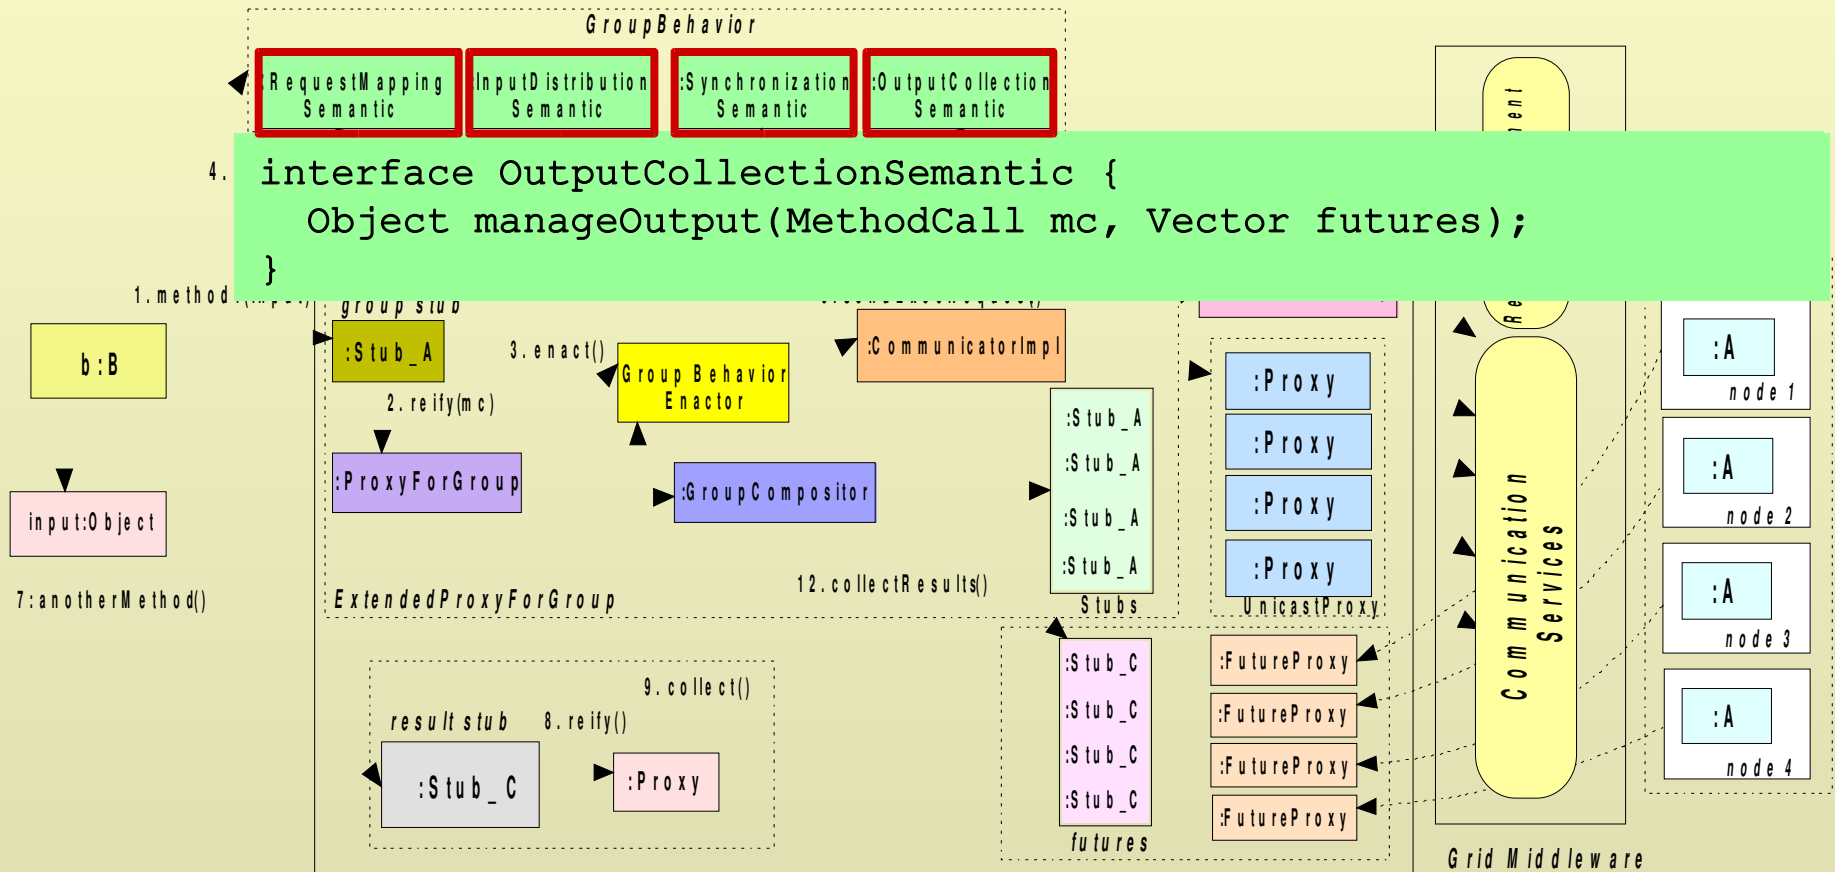 GroupBehavior
:RequestMapping
Semantic
:InputDistribution
Semantic
:Synchronization
Semantic
:OutputCollection
Semantic
4.
interface OutputCollectionSemantic {
Object manageOutput(MethodCall mc, Vector futures);
}
group stub
b:B
:Stub_A
3.enact()
Group Behavior
Enactor
:CommunicatorImpl
2.reify(mc)
:ProxyForGroup
:GroupCompositor
input:Object
7:anotherMethod()
ExtendedProxyForGroup
12.collectResults()
:Stub_A
:Stub_A
:Stub_A
:Stub_A
Stubs
:Proxy
:Proxy
:Proxy
:Proxy
UnicastProxy
Communication
Services
:A
node 1
:A
node 2
:A
node 3
:A
node 4
9.collect()
result stub
8.reify()
:Stub_C
:Proxy
:Stub_C
:Stub_C
:Stub_C
:Stub_C
futures
:FutureProxy
:FutureProxy
:FutureProxy
:FutureProxy
Grid Middleware